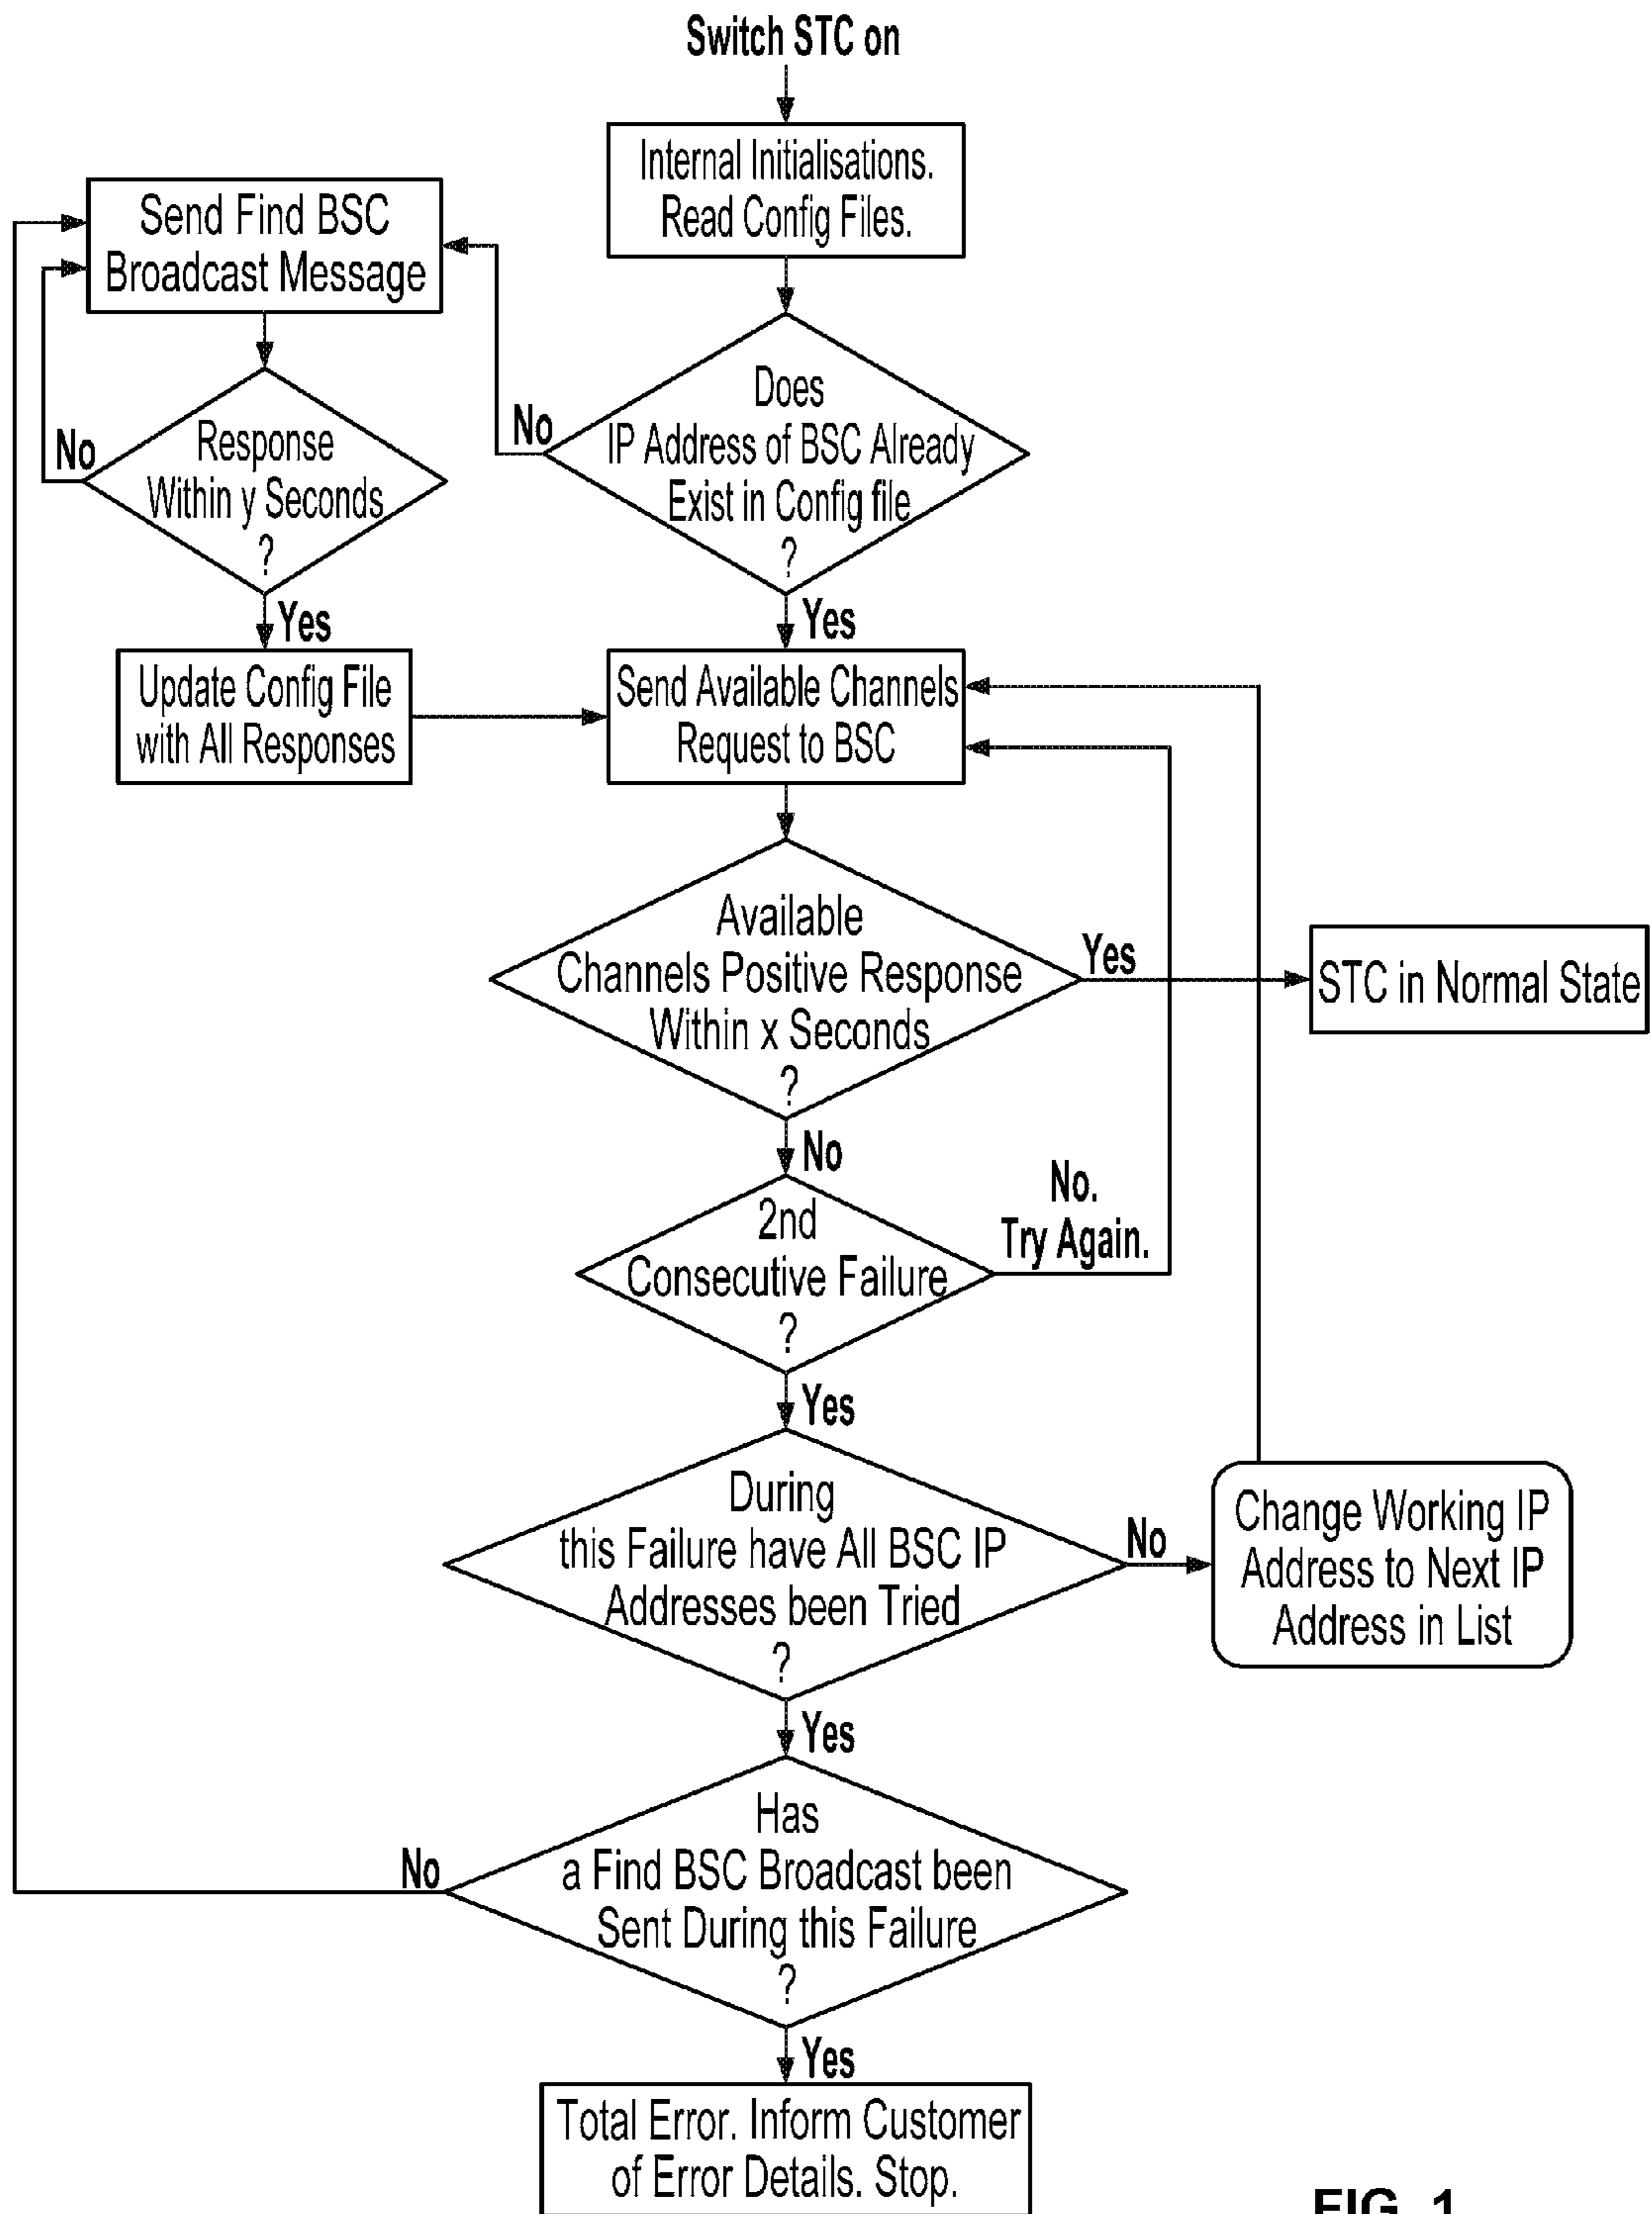 Switch STC on
Internal Initialisations.
Read Config Files.
Send Find BSC
Broadcast Message
Does
IP Address of BSC Already
Exist in Config file
?
No
Response
Within y Seconds
?
No
Yes
Yes
Update Config File
with All Responses
Send Available Channels
Request to BSC
Available
Channels Positive Response
Within x Seconds
?
Yes
STC in Normal State
No
2nd
Consecutive Failure
?
No.
Try Again.
Yes
During
this Failure have All BSC IP
Addresses been Tried
?
No
Change Working IP
Address to Next IP
Address in List
Yes
Has
a Find BSC Broadcast been
Sent During this Failure
?
No
Yes
Total Error. Inform Customer
of Error Details. Stop.
FIG. 1